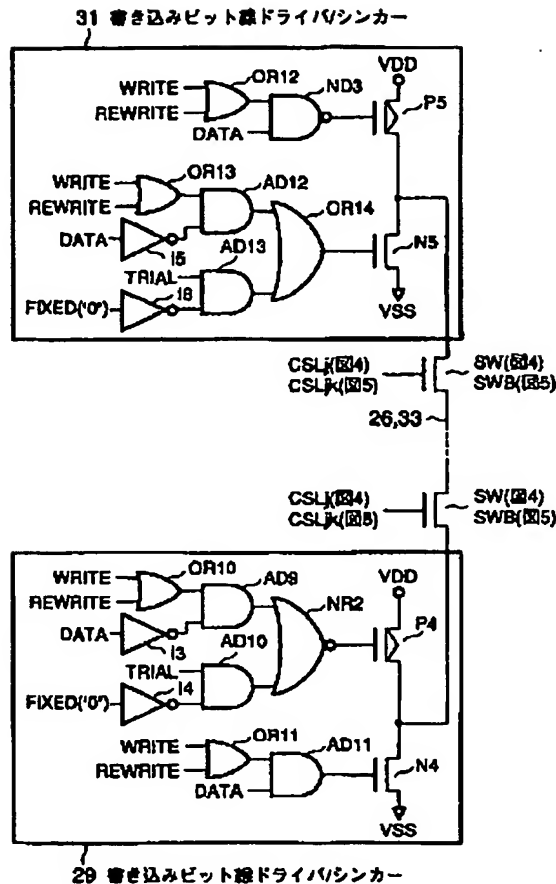 31 書き込みビット線ドライバ/シンカー
VDD
OR12
ND3
WRITE
REWRITE
DATA
P5
OR13
AD12
WRITE
REWRITE
OR14
DATA
I5
AD13
N5
TRIAL
FIXED('0')
I6
VSS
CSLj(図4)
CSLjk(図5)
SW(図4)
SWB(図5)
26,33
CSLj(図4)
CSLjk(図5)
SW(図4)
SWB(図5)
OR10
AD9
VDD
WRITE
REWRITE
NR2
DATA
I3
AD10
P4
TRIAL
FIXED('0')
I4
OR11
AD11
WRITE
REWRITE
DATA
N4
VSS
29 書き込みビット線ドライバ/シンカー